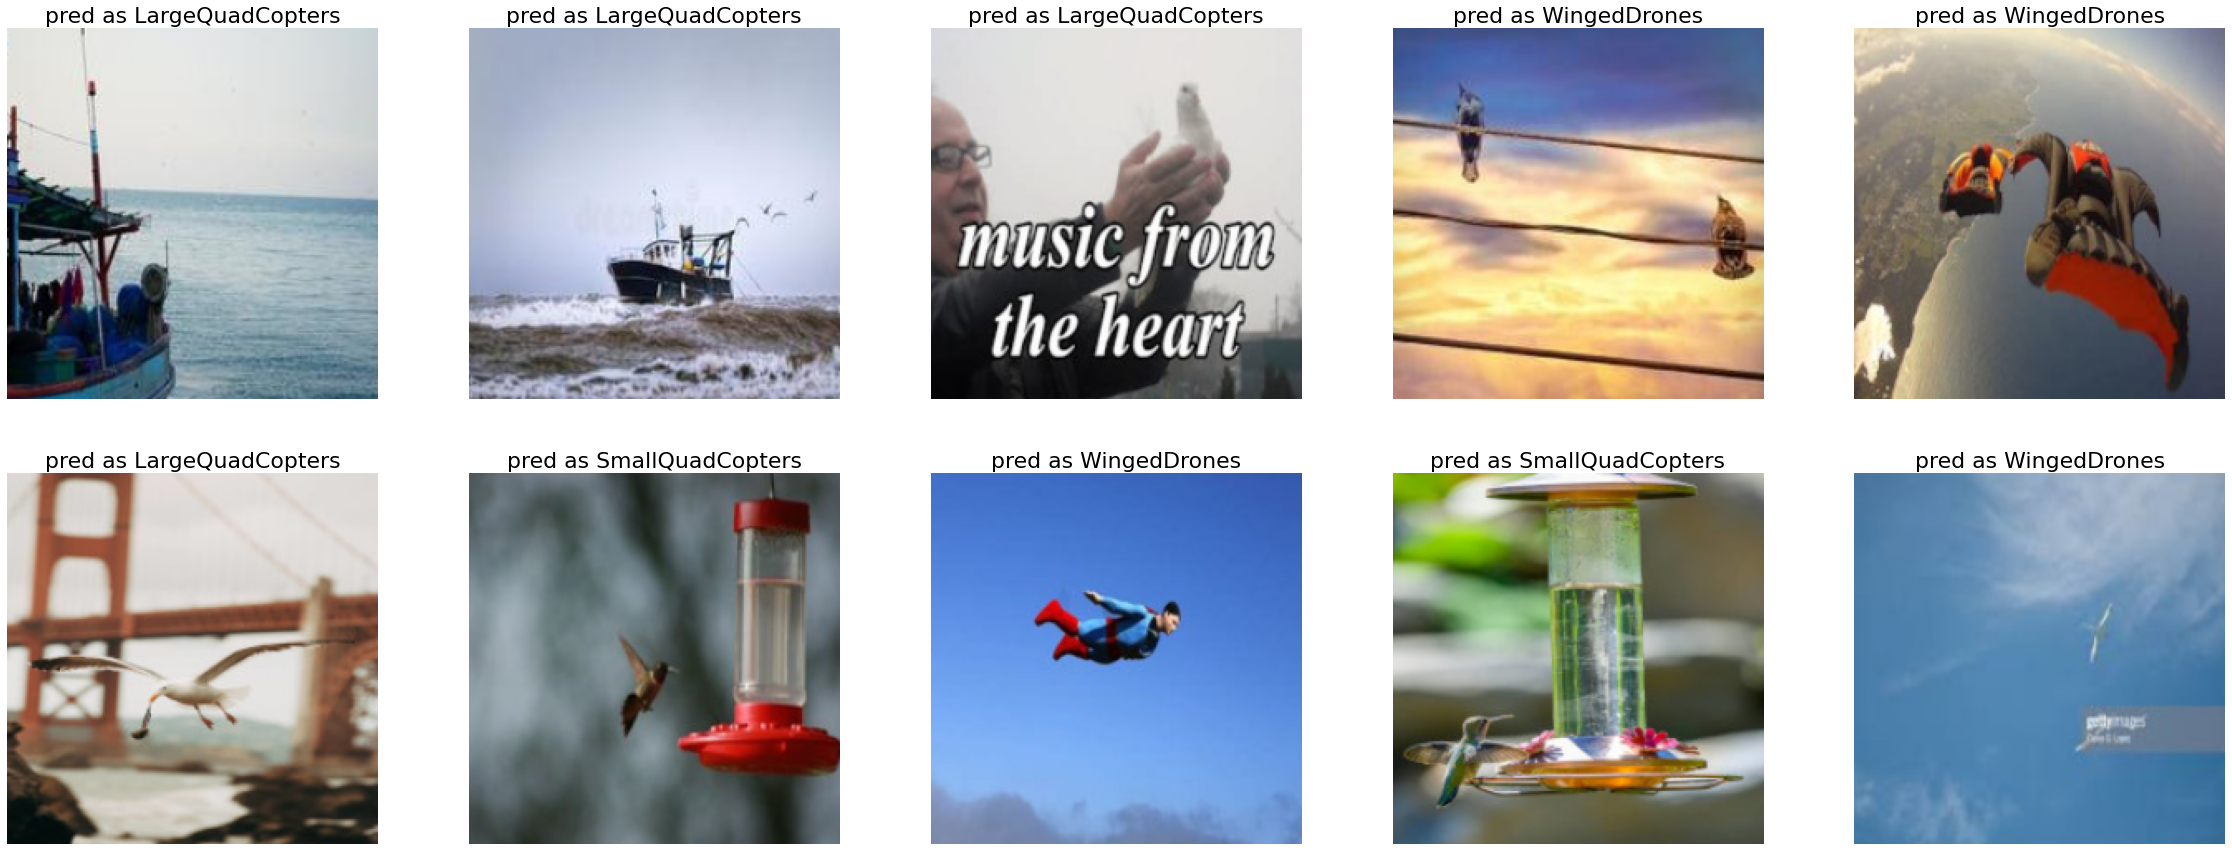 pred as LargeQuadCopters
pred as LargeQuadCopters
pred as LargeQuadCopters
pred as WingedDrones
pred as WingedDrones
music from
the heart
pred as LargeQuadCopters
pred as SmallQuadCopters
pred as WingedDrones
pred as SmallQuadCopters
pred as WingedDrones
gettyimages